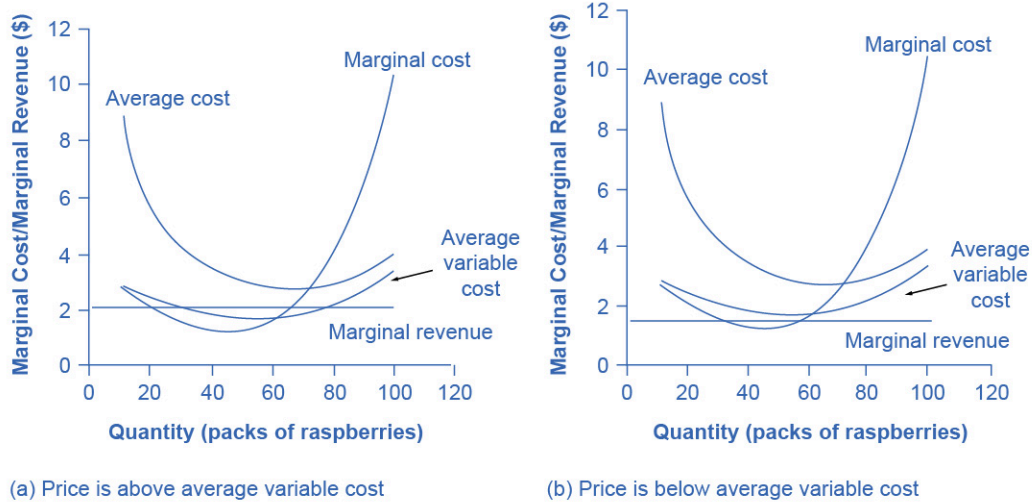 Marginal Cost/Marginal Revenue ($)
12
10
8
6
4
2
0
Marginal cost
Average cost
Average
variable
cost
Marginal revenue
0 20 40 60 80 100 120
Quantity (packs of raspberries)
(a) Price is above average variable cost
Marginal Cost/Marginal Revenue ($)
12
10
8
6
4
2
0
Marginal cost
Average cost
Average
variable
cost
Marginal revenue
0 20 40 60 80 100 120
Quantity (packs of raspberries)
(b) Price is below average variable cost